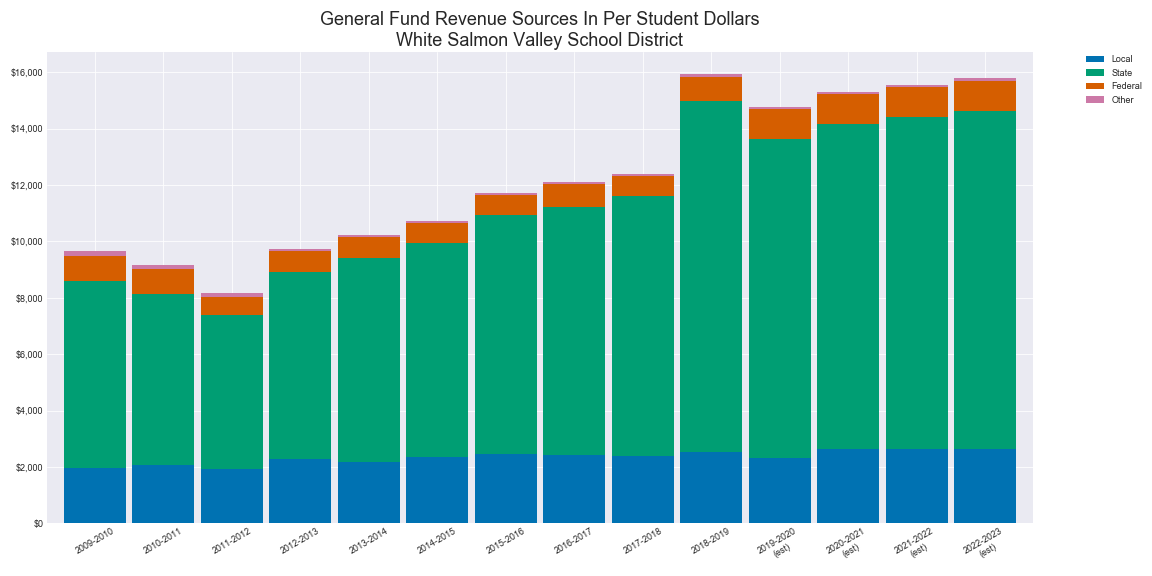 General Fund Revenue Sources In Per Student Dollars
White Salmon Valley School District
$16,000
$14,000
$12,000
$10,000
$8,000
$6,000
$4,000
$2,000
$0
2009-2010
2010-2011
2011-2012
2012-2013
2013-2014
2014-2015
2015-2016
2016-2017
2017-2018
2018-2019
2019-2020
(est)
2020-2021
(est)
2021-2022
(est)
2022-2023
(est)
Local
State
Federal
Other